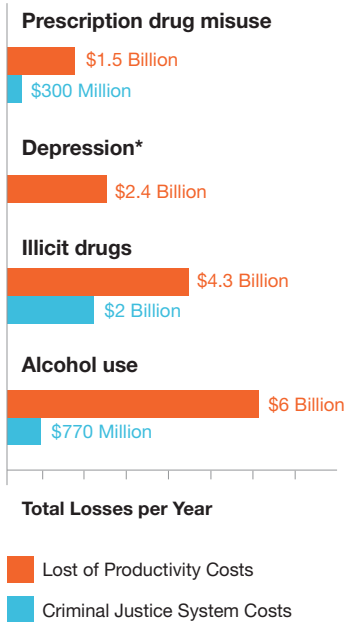 Prescription drug misuse
$1.5 Billion
$300 Million
Depression*
$2.4 Billion
Illicit drugs
$4.3 Billion
$2 Billion
Alcohol use
$6 Billion
$770 Million
Total Losses per Year
Lost of Productivity Costs
Criminal Justice System Costs